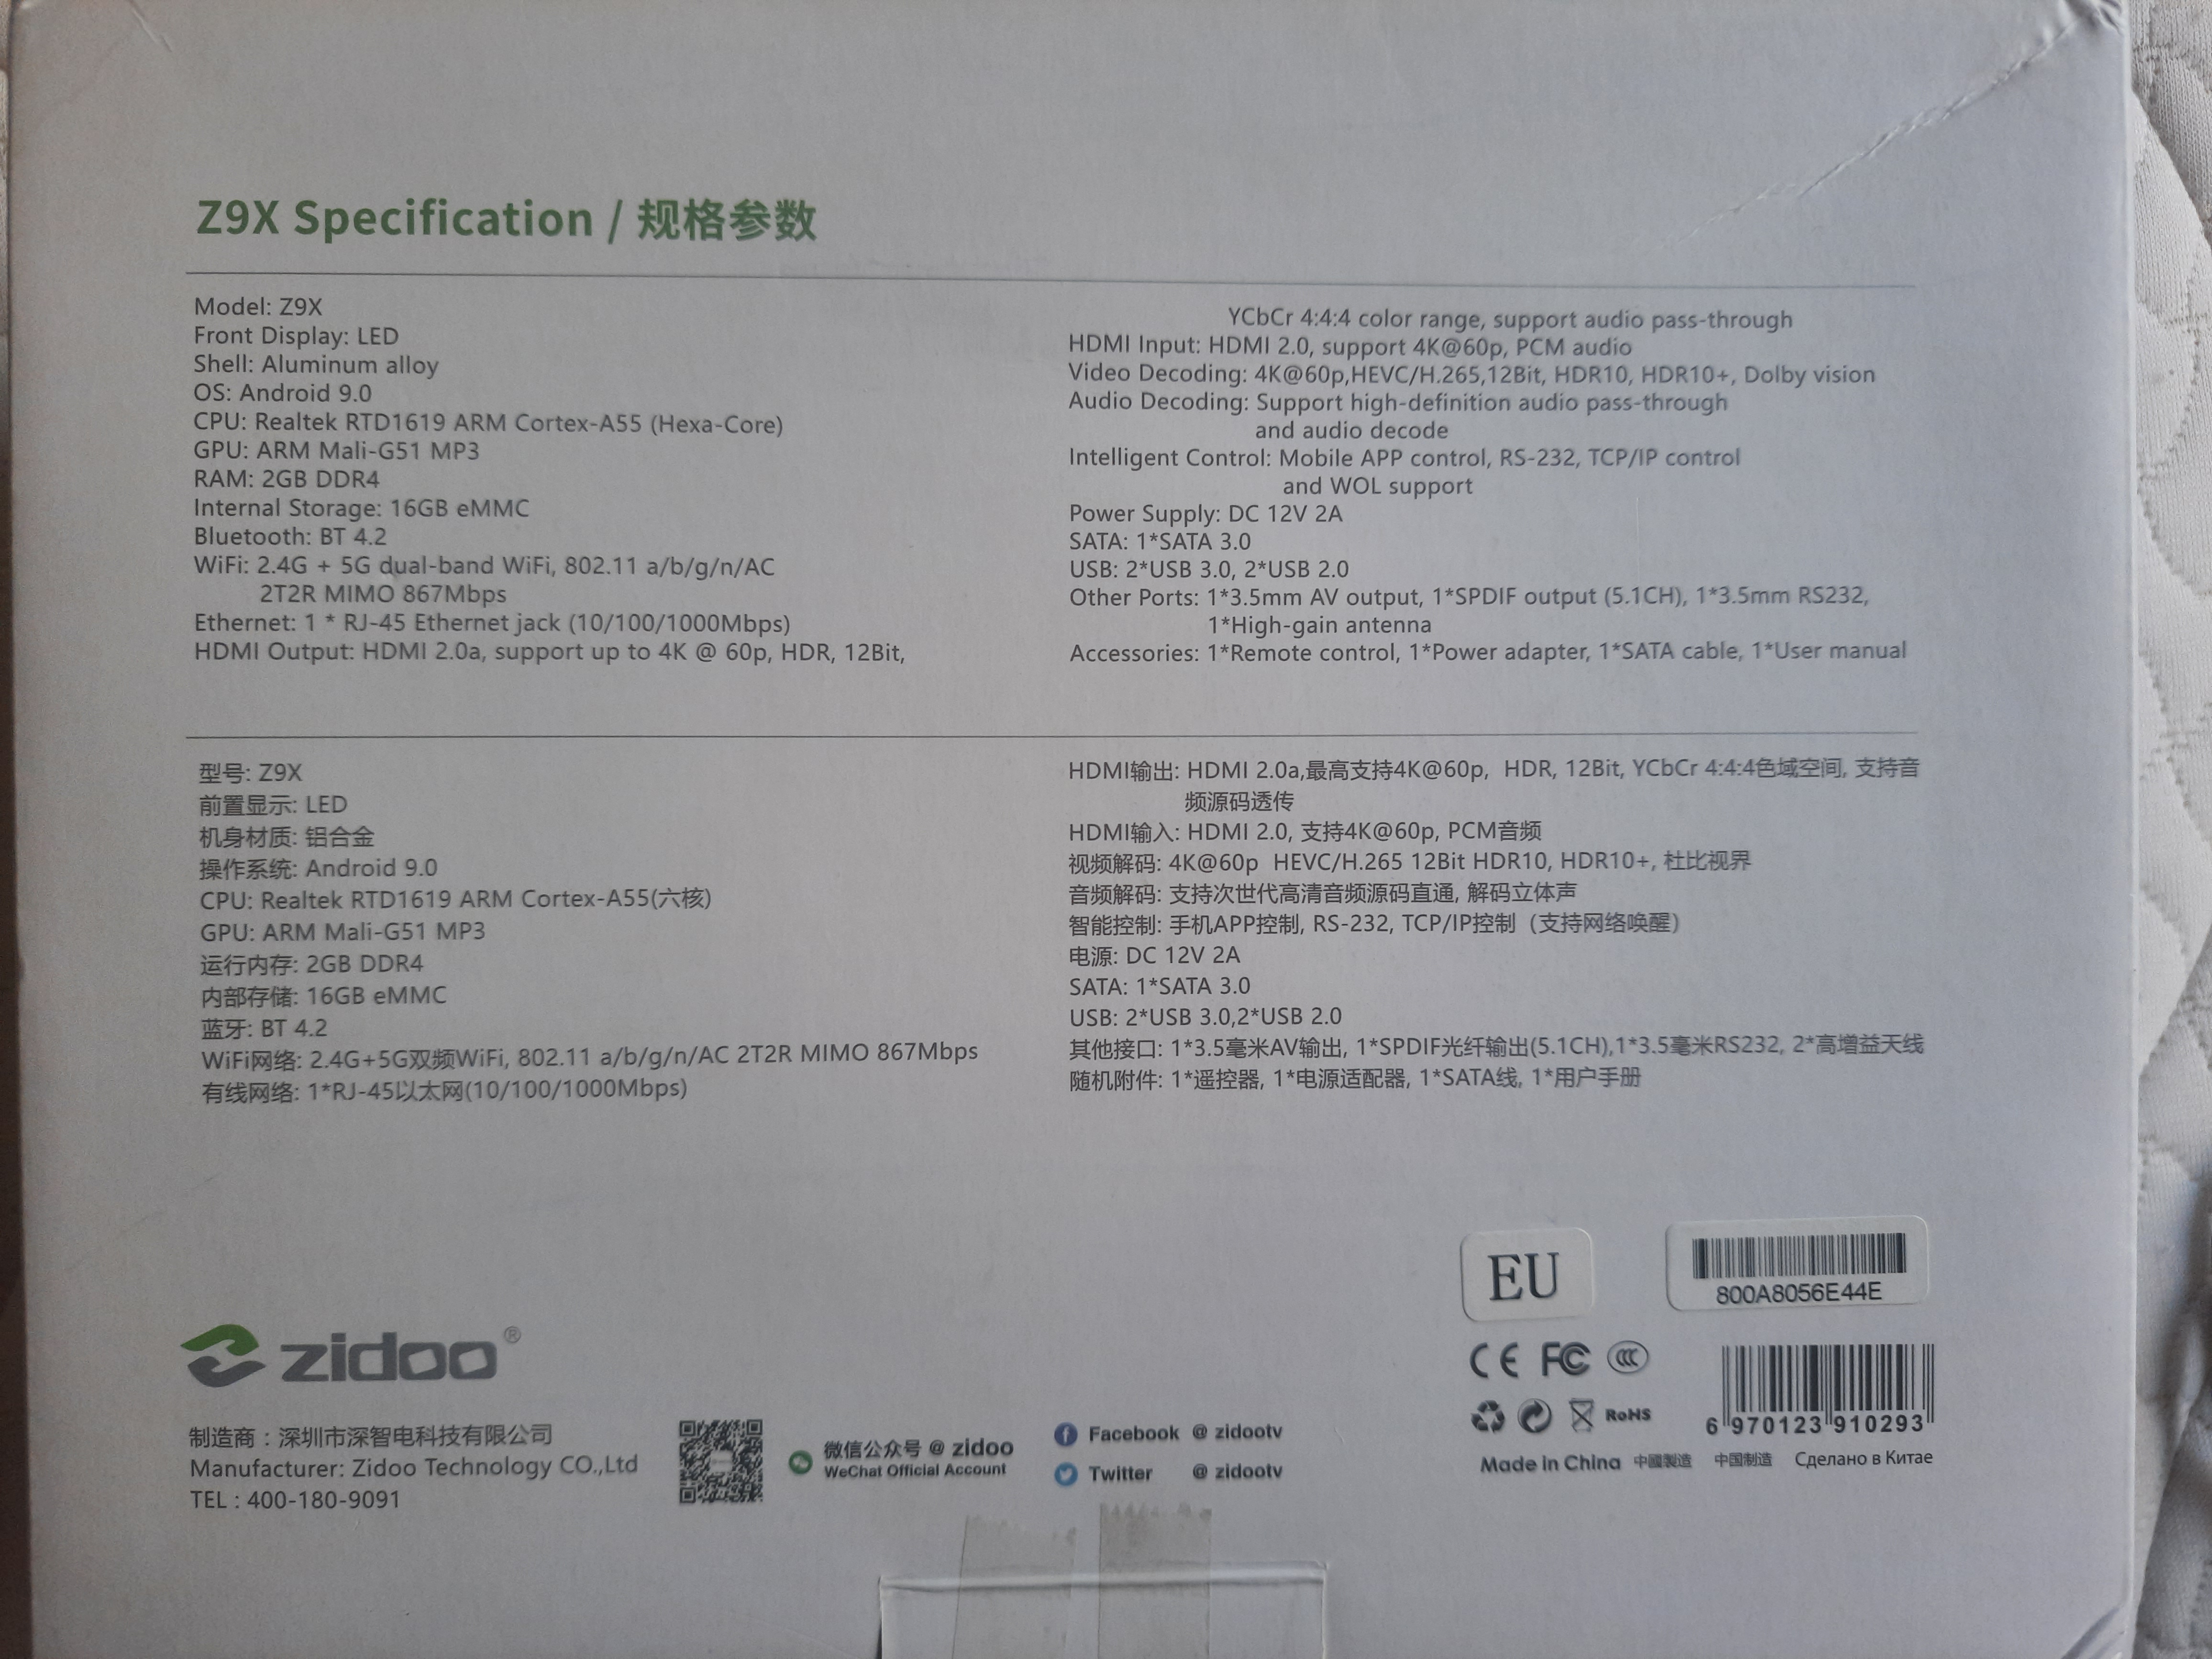 Z9X Specification / 规格参数
Model: Z9X
Front Display: LED
Shell: Aluminum alloy
OS: Android 9.0
CPU: Realtek RTD1619 ARM Cortex-A55 (Hexa-Core)
GPU: ARM Mali-G51 MP3
RAM: 2GB DDR4
Internal Storage: 16GB eMMC
Bluetooth: BT 4.2
WiFi: 2.4G + 5G dual-band WiFi, 802.11 a/b/g/n/AC
2T2R MIMO 867Mbps
Ethernet: 1 * RJ-45 Ethernet jack (10/100/1000Mbps)
HDMI Output: HDMI 2.0a, support up to 4K @ 60p, HDR, 12Bit,
YCbCr 4:4:4 color range, support audio pass-through
HDMI Input: HDMI 2.0, support 4K@60p, PCM audio
Video Decoding: 4K@60p,HEVC/H.265,12Bit, HDR10, HDR10+, Dolby vision
Audio Decoding: Support high-definition audio pass-through
and audio decode
Intelligent Control: Mobile APP control, RS-232, TCP/IP control
and WOL support
Power Supply: DC 12V 2A
SATA: 1*SATA 3.0
USB: 2*USB 3.0, 2*USB 2.0
Other Ports: 1*3.5mm AV output, 1*SPDIF output (5.1CH), 1*3.5mm RS232,
1*High-gain antenna
Accessories: 1*Remote control, 1*Power adapter, 1*SATA cable, 1*User manual
型号: Z9X
前置显示: LED
机身材质: 铝合金
操作系统: Android 9.0
CPU: Realtek RTD1619 ARM Cortex-A55(六核)
GPU: ARM Mali-G51 MP3
运行内存: 2GB DDR4
内部存储: 16GB eMMC
蓝牙: BT 4.2
WiFi网络: 2.4G+5G双频WiFi, 802.11 a/b/g/n/AC 2T2R MIMO 867Mbps
有线网络: 1*RJ-45以太网(10/100/1000Mbps)
HDMI输出: HDMI 2.0a,最高支持4K@60p, HDR, 12Bit, YCbCr 4:4:4色域空间, 支持音
频源码透传
HDMI输入: HDMI 2.0, 支持4K@60p, PCM音频
视频解码: 4K@60p HEVC/H.265 12Bit HDR10, HDR10+, 杜比视界
音频解码: 支持次世代高清音频源码直通, 解码立体声
智能控制: 手机APP控制, RS-232, TCP/IP控制（支持网络唤醒）
电源: DC 12V 2A
SATA: 1*SATA 3.0
USB: 2*USB 3.0,2*USB 2.0
其他接口: 1*3.5毫米AV输出, 1*SPDIF光纤输出(5.1CH),1*3.5毫米RS232, 2*高增益天线
随机附件: 1*遥控器, 1*电源适配器, 1*SATA线, 1*用户手册
EU
800A8056E44E
zidoo®
CE FC CCC
RoHS
6 970123 910293
制造商：深圳市深智电科技有限公司
Manufacturer: Zidoo Technology CO.,Ltd
TEL : 400-180-9091
微信公众号 @ zidoo
WeChat Official Account
Facebook @ zidootv
Twitter @ zidootv
Made in China 中國製造 中国制造 Сделано в Китае